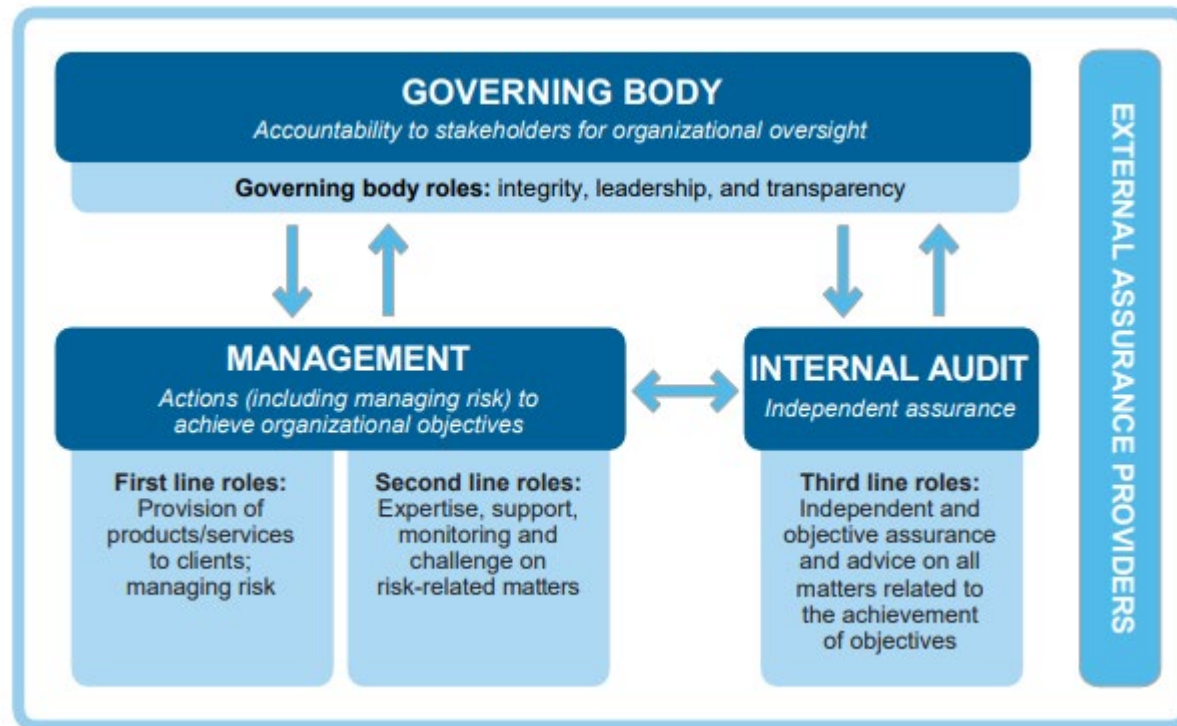 GOVERNING BODY
Accountability to stakeholders for organizational oversight
Governing body roles: integrity, leadership, and transparency
MANAGEMENT
Actions (including managing risk) to
achieve organizational objectives
First line roles:
Provision of
products/services
to clients;
managing risk
Second line roles:
Expertise, support,
monitoring and
challenge on
risk-related matters
INTERNAL AUDIT
Independent assurance
Third line roles:
Independent and
objective assurance
and advice on all
matters related to
the achievement
of objectives
EXTERNAL ASSURANCE PROVIDERS